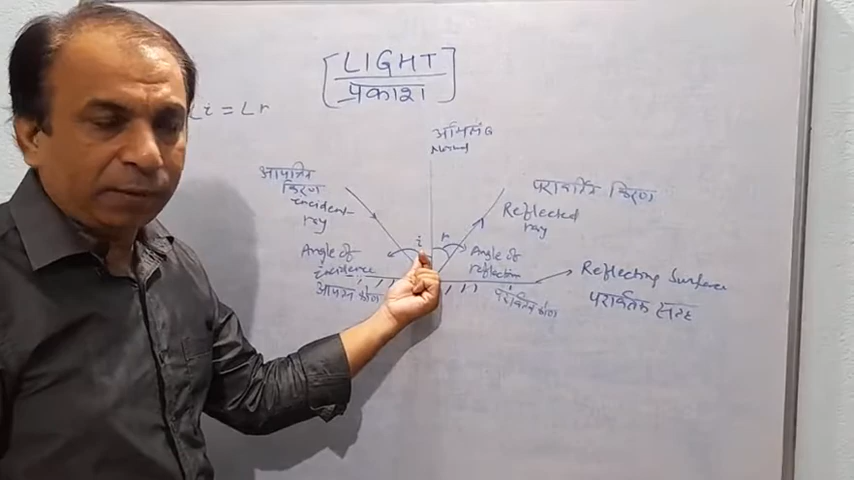 LIGHT
प्रकाश
∠i = ∠r
अभिलंब
Normal
आपतित
किरण
incident
ray
परावर्तित किरण
Reflected
ray
i
r
Angle of
incidence
आपतन कोण
Angle of
reflection
परावर्तन कोण
Reflecting Surface
परावर्तक सतह